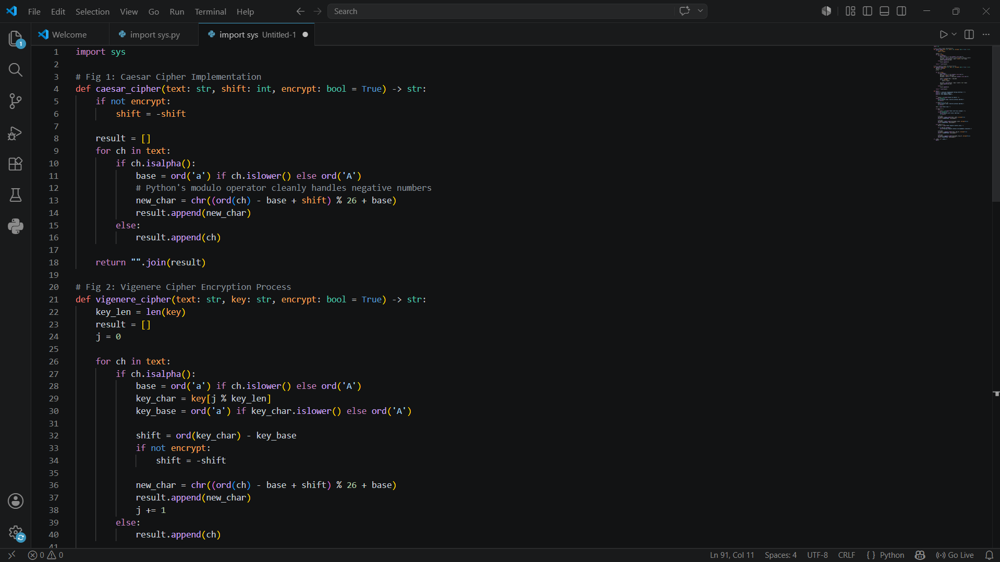 File Edit Selection View Go Run Terminal Help Search
Welcome import sys.py import sys Untitled-1
1 import sys
2
3 # Fig 1: Caesar Cipher Implementation
4 def caesar_cipher(text: str, shift: int, encrypt: bool = True) -> str:
5     if not encrypt:
6         shift = -shift
7
8     result = []
9     for ch in text:
10         if ch.isalpha():
11             base = ord('a') if ch.islower() else ord('A')
12             # Python's modulo operator cleanly handles negative numbers
13             new_char = chr((ord(ch) - base + shift) % 26 + base)
14             result.append(new_char)
15         else:
16             result.append(ch)
17
18     return "".join(result)
19
20 # Fig 2: Vigenere Cipher Encryption Process
21 def vigenere_cipher(text: str, key: str, encrypt: bool = True) -> str:
22     key_len = len(key)
23     result = []
24     j = 0
25
26     for ch in text:
27         if ch.isalpha():
28             base = ord('a') if ch.islower() else ord('A')
29             key_char = key[j % key_len]
30             key_base = ord('a') if key_char.islower() else ord('A')
31
32             shift = ord(key_char) - key_base
33             if not encrypt:
34                 shift = -shift
35
36             new_char = chr((ord(ch) - base + shift) % 26 + base)
37             result.append(new_char)
38             j += 1
39         else:
40             result.append(ch)
41
1
0 0 Ln 91, Col 11 Spaces: 4 UTF-8 CRLF { } Python Go Live